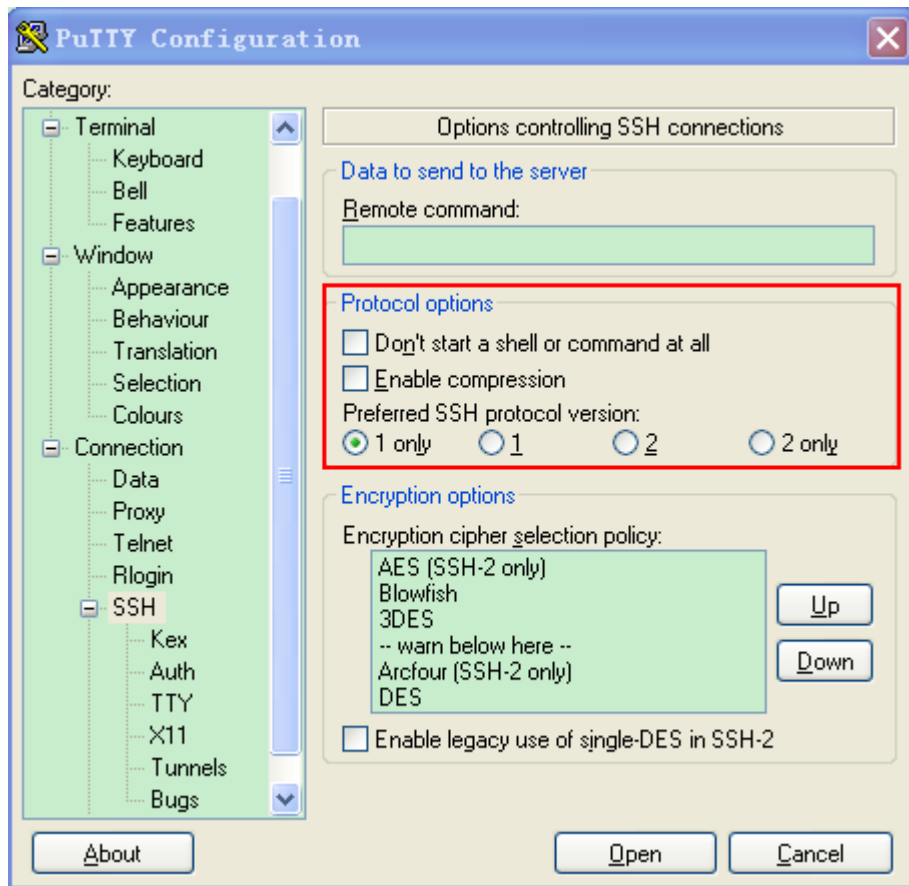 PuTTY Configuration
Category:
Terminal
Keyboard
Bell
Features
Window
Appearance
Behaviour
Translation
Selection
Colours
Connection
Data
Proxy
Telnet
Rlogin
SSH
Kex
Auth
TTY
X11
Tunnels
Bugs
Options controlling SSH connections
Data to send to the server
Remote command:
Protocol options
Don't start a shell or command at all
Enable compression
Preferred SSH protocol version:
1 only 1 2 2 only
Encryption options
Encryption cipher selection policy:
AES (SSH-2 only)
Blowfish
3DES
-- warn below here --
Arcfour (SSH-2 only)
DES
Up
Down
Enable legacy use of single-DES in SSH-2
About Open Cancel